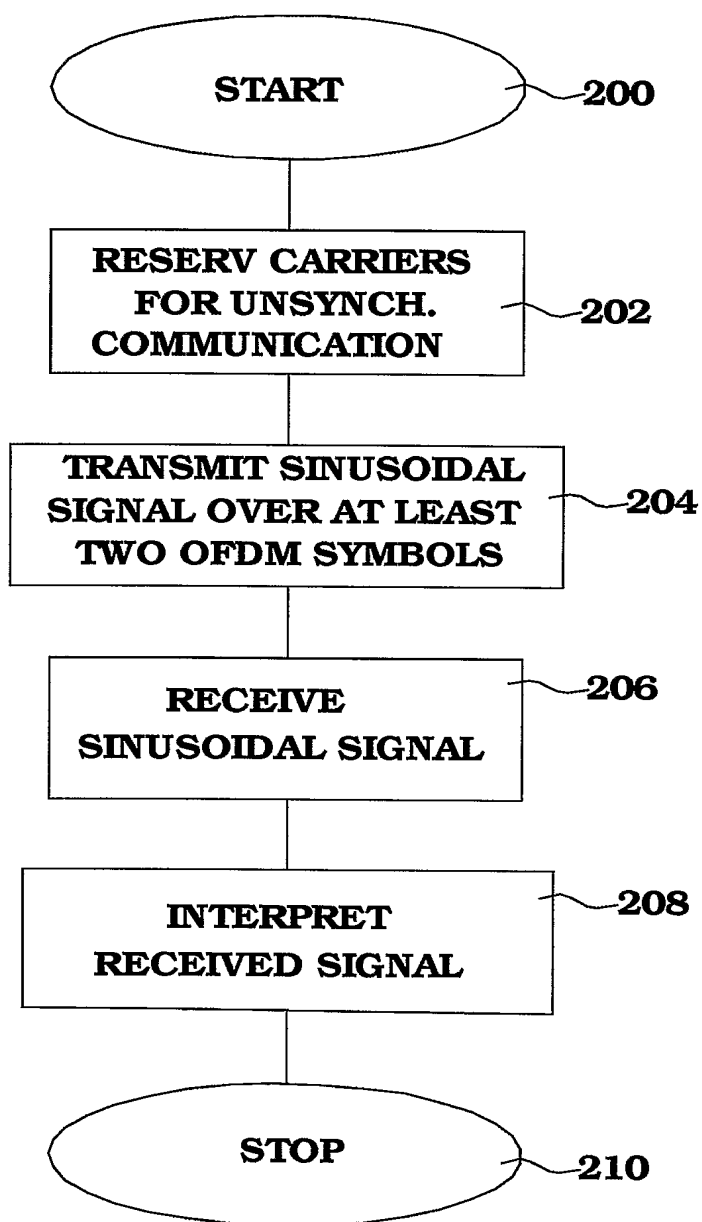 START
200
RESERV CARRIERS
FOR UNSYNCH.
COMMUNICATION
202
TRANSMIT SINUSOIDAL
SIGNAL OVER AT LEAST
TWO OFDM SYMBOLS
204
RECEIVE
SINUSOIDAL SIGNAL
206
INTERPRET
RECEIVED SIGNAL
208
STOP
210